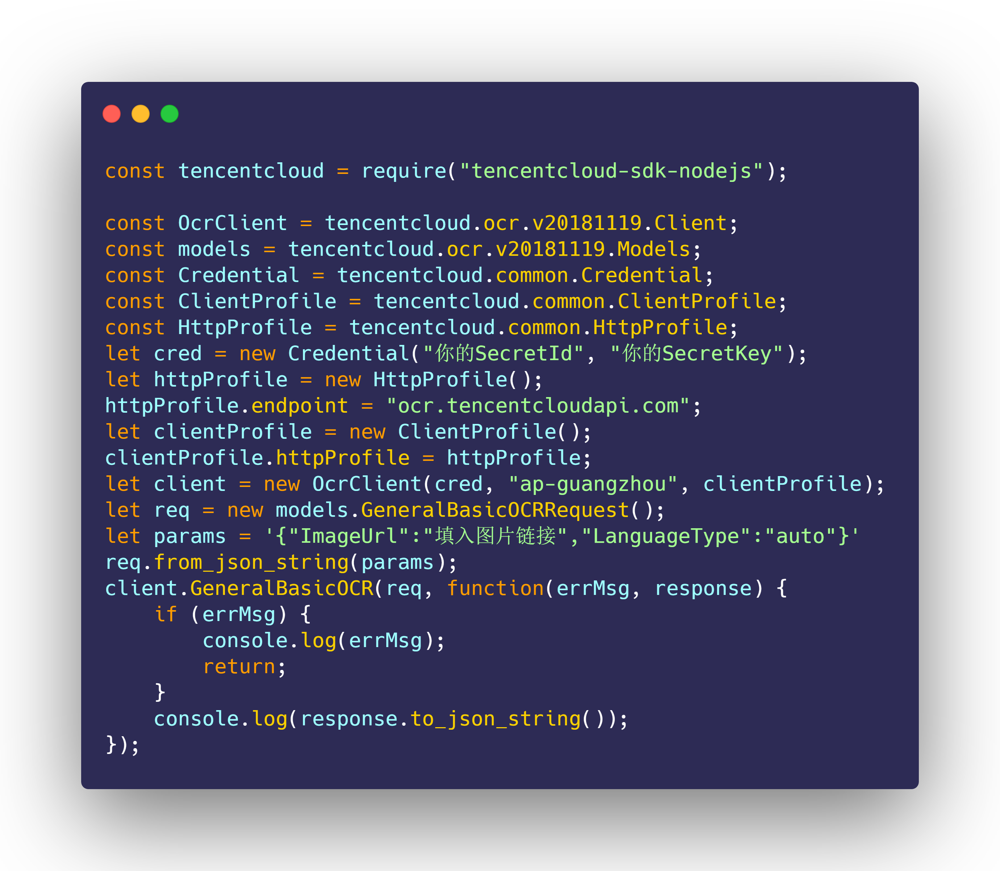 const tencentcloud = require("tencentcloud-sdk-nodejs");
const OcrClient = tencentcloud.ocr.v20181119.Client;
const models = tencentcloud.ocr.v20181119.Models;
const Credential = tencentcloud.common.Credential;
const ClientProfile = tencentcloud.common.ClientProfile;
const HttpProfile = tencentcloud.common.HttpProfile;
let cred = new Credential("你的SecretId", "你的SecretKey");
let httpProfile = new HttpProfile();
httpProfile.endpoint = "ocr.tencentcloudapi.com";
let clientProfile = new ClientProfile();
clientProfile.httpProfile = httpProfile;
let client = new OcrClient(cred, "ap-guangzhou", clientProfile);
let req = new models.GeneralBasicOCRRequest();
let params = '{"ImageUrl":"填入图片链接","LanguageType":"auto"}'
req.from_json_string(params);
client.GeneralBasicOCR(req, function(errMsg, response) {
    if (errMsg) {
        console.log(errMsg);
        return;
    }
    console.log(response.to_json_string());
});